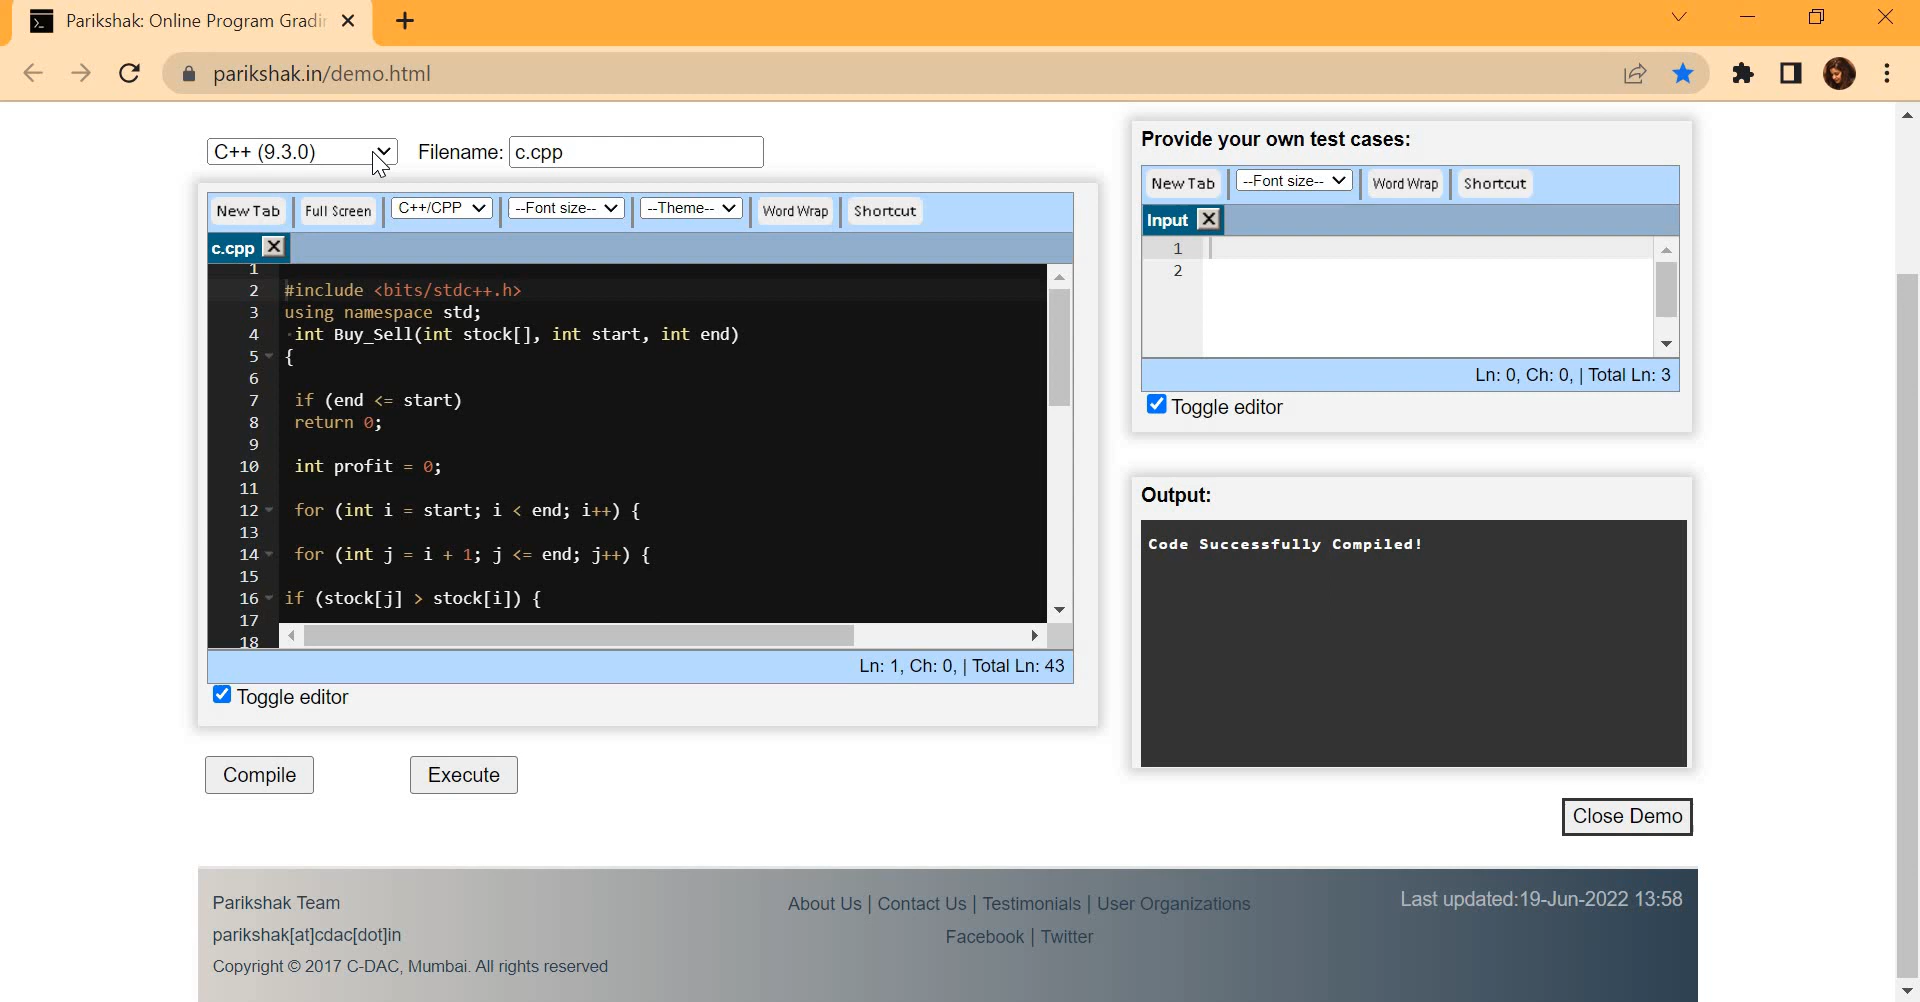 Parikshak: Online Program Gradin
parikshak.in/demo.html
C++ (9.3.0)
Filename: c.cpp
New Tab Full Screen C++/CPP --Font size-- --Theme-- Word Wrap Shortcut
c.cpp
1
2 #include <bits/stdc++.h>
3 using namespace std;
4 int Buy_Sell(int stock[], int start, int end)
5 {
6
7 if (end <= start)
8 return 0;
9
10 int profit = 0;
11
12 for (int i = start; i < end; i++) {
13
14 for (int j = i + 1; j <= end; j++) {
15
16 if (stock[j] > stock[i]) {
17
18
Ln: 1, Ch: 0, | Total Ln: 43
Toggle editor
Compile Execute
Provide your own test cases:
New Tab --Font size-- Word Wrap Shortcut
Input
1
2
Ln: 0, Ch: 0, | Total Ln: 3
Toggle editor
Output:
Code Successfully Compiled!
Close Demo
Parikshak Team
parikshak[at]cdac[dot]in
Copyright © 2017 C-DAC, Mumbai. All rights reserved
About Us | Contact Us | Testimonials | User Organizations
Facebook | Twitter
Last updated:19-Jun-2022 13:58